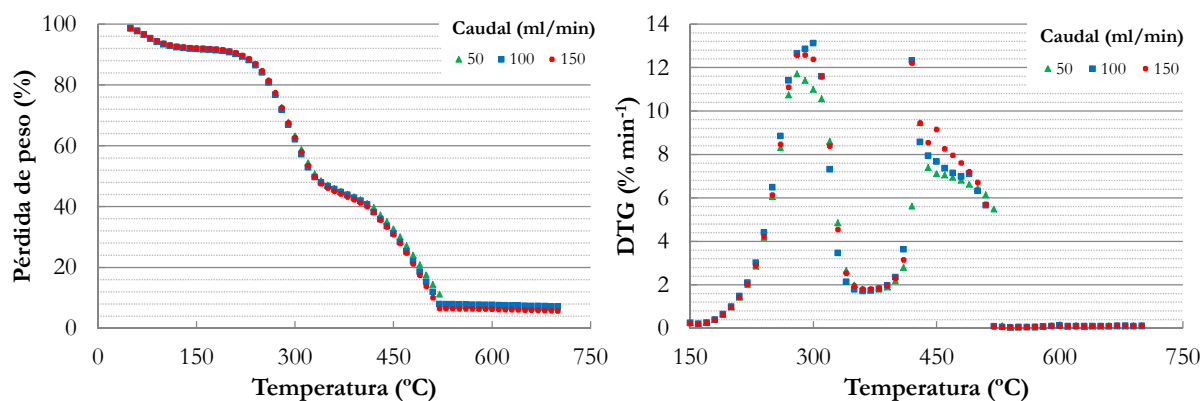 Pérdida de peso (%)
100
80
60
40
20
0
Caudal (ml/min)
50 100 150
0 150 300 450 600 750
Temperatura (ºC)
DTG (% min⁻¹)
14
12
10
8
6
4
2
0
Caudal (ml/min)
50 100 150
150 300 450 600 750
Temperatura (ºC)